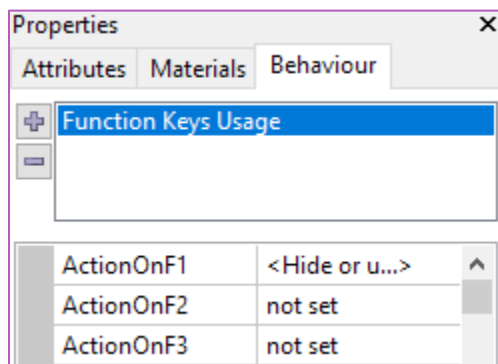 Properties
Attributes Materials Behaviour
Function Keys Usage
ActionOnF1 <Hide or u...>
ActionOnF2 not set
ActionOnF3 not set